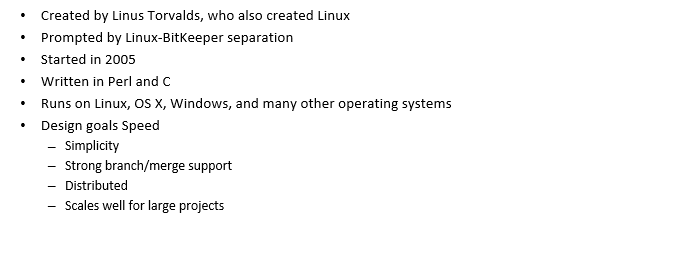 • Created by Linus Torvalds, who also created Linux
• Prompted by Linux-BitKeeper separation
• Started in 2005
• Written in Perl and C
• Runs on Linux, OS X, Windows, and many other operating systems
• Design goals Speed
– Simplicity
– Strong branch/merge support
– Distributed
– Scales well for large projects